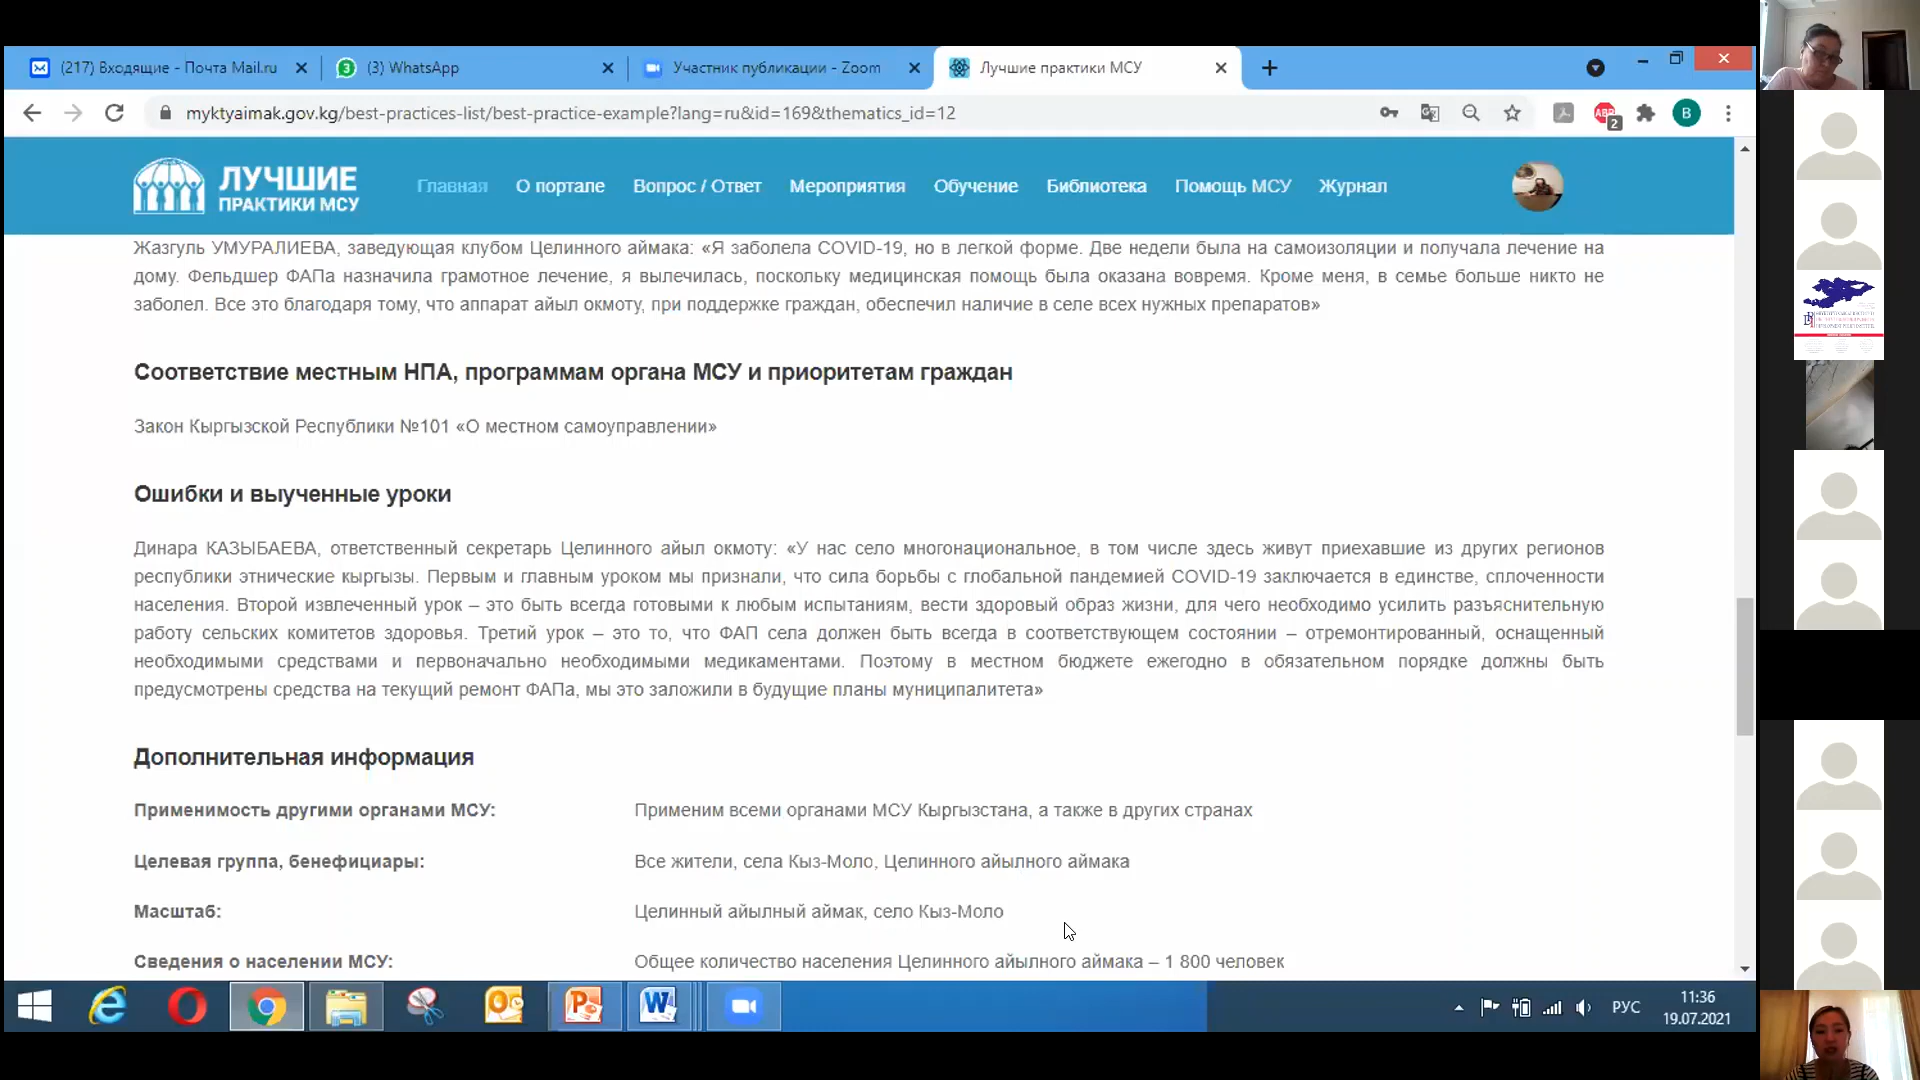 (217) Входящие - Почта Mail.ru
3
(3) WhatsApp
Участник публикации - Zoom
Лучшие практики МСУ
myktyaimak.gov.kg/best-practices-list/best-practice-example?lang=ru&id=169&thematics_id=12
ABP
2
B
ЛУЧШИЕ
ПРАКТИКИ МСУ
Главная
О портале
Вопрос / Ответ
Мероприятия
Обучение
Библиотека
Помощь МСУ
Журнал
Жазгуль УМУРАЛИЕВА, заведующая клубом Целинного аймака: «Я заболела COVID-19, но в легкой форме. Две недели была на самоизоляции и получала лечение на
дому. Фельдшер ФАПа назначила грамотное лечение, я вылечилась, поскольку медицинская помощь была оказана вовремя. Кроме меня, в семье больше никто не
заболел. Все это благодаря тому, что аппарат айыл окмоту, при поддержке граждан, обеспечил наличие в селе всех нужных препаратов»
Соответствие местным НПА, программам органа МСУ и приоритетам граждан
Закон Кыргызской Республики №101 «О местном самоуправлении»
Ошибки и выученные уроки
Динара КАЗЫБАЕВА, ответственный секретарь Целинного айыл окмоту: «У нас село многонациональное, в том числе здесь живут приехавшие из других регионов
республики этнические кыргызы. Первым и главным уроком мы признали, что сила борьбы с глобальной пандемией COVID-19 заключается в единстве, сплоченности
населения. Второй извлеченный урок – это быть всегда готовыми к любым испытаниям, вести здоровый образ жизни, для чего необходимо усилить разъяснительную
работу сельских комитетов здоровья. Третий урок – это то, что ФАП села должен быть всегда в соответствующем состоянии – отремонтированный, оснащенный
необходимыми средствами и первоначально необходимыми медикаментами. Поэтому в местном бюджете ежегодно в обязательном порядке должны быть
предусмотрены средства на текущий ремонт ФАПа, мы это заложили в будущие планы муниципалитета»
Дополнительная информация
Применимость другими органами МСУ: Применим всеми органами МСУ Кыргызстана, а также в других странах
Целевая группа, бенефициары: Все жители, села Кыз-Моло, Целинного айылного аймака
Масштаб: Целинный айылный аймак, село Кыз-Моло
Сведения о населении МСУ: Общее количество населения Целинного айылного аймака – 1 800 человек
РУС
11:36
19.07.2021